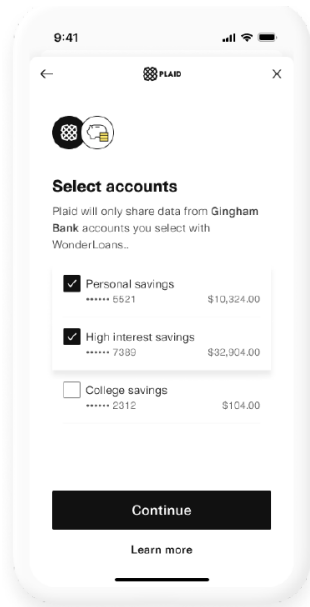 9:41
PLAID
Select accounts
Plaid will only share data from Gingham
Bank accounts you select with
WonderLoans..
Personal savings
•••••• 5521 $10,324.00
High interest savings
•••••• 7389 $32,904.00
College savings
•••••• 2312 $104.00
Continue
Learn more